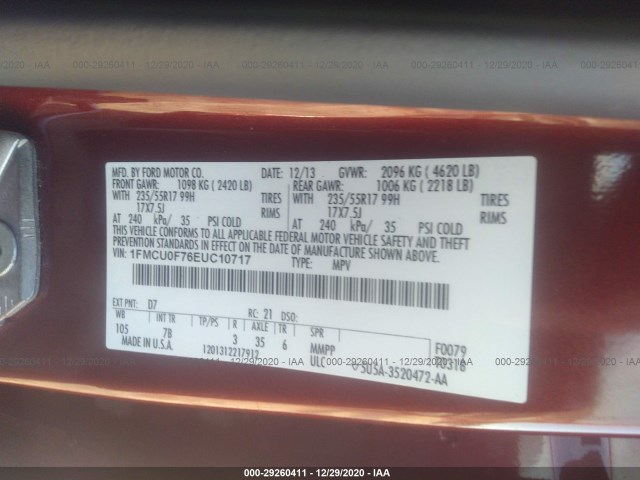 000-29260411 - 12/29/2020 - IAA
MFD. BY FORD MOTOR CO.
DATE: 12/13 GVWR: 2096 KG ( 4620 LB)
FRONT GAWR: 1098 KG ( 2420 LB)
REAR GAWR: 1006 KG ( 2218 LB)
WITH 235/55R17 99H TIRES
WITH 235/55R17 99H TIRES
17X7.5J RIMS
17X7.5J RIMS
AT 240 kPa/ 35 PSI COLD
AT 240 kPa/ 35 PSI COLD
THIS VEHICLE CONFORMS TO ALL APPLICABLE FEDERAL MOTOR VEHICLE SAFETY AND THEFT
PREVENTION STANDARDS IN EFFECT ON THE DATE OF MANUFACTURE SHOWN ABOVE.
VIN: 1FMCU0F76EUC10717 TYPE: MPV
EXT PNT: D7 RC: 21 DSO:
WB INT TR TP/PS R AXLE TR SPR
105 7B 3 35 6 MMPP F0079
MADE IN U.S.A. 1201312217912 ULC T0318
5U5A-3520472-AA
000-29260411 - 12/29/2020 - IAA